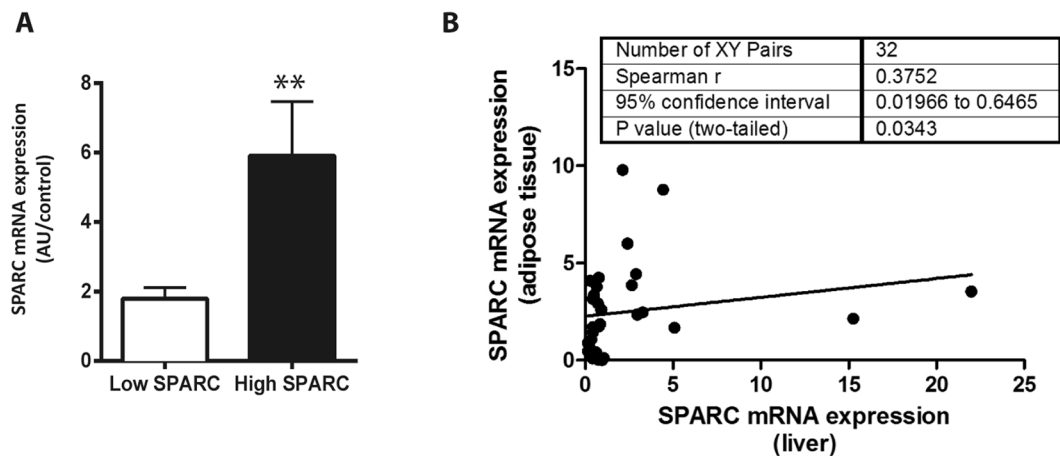 A
SPARC mRNA expression
(AU/control)
8
6
4
2
0
**
Low SPARC
High SPARC
B
SPARC mRNA expression
(adipose tissue)
15
10
5
0
Number of XY Pairs 32
Spearman r 0.3752
95% confidence interval 0.01966 to 0.6465
P value (two-tailed) 0.0343
0 5 10 15 20 25
SPARC mRNA expression
(liver)